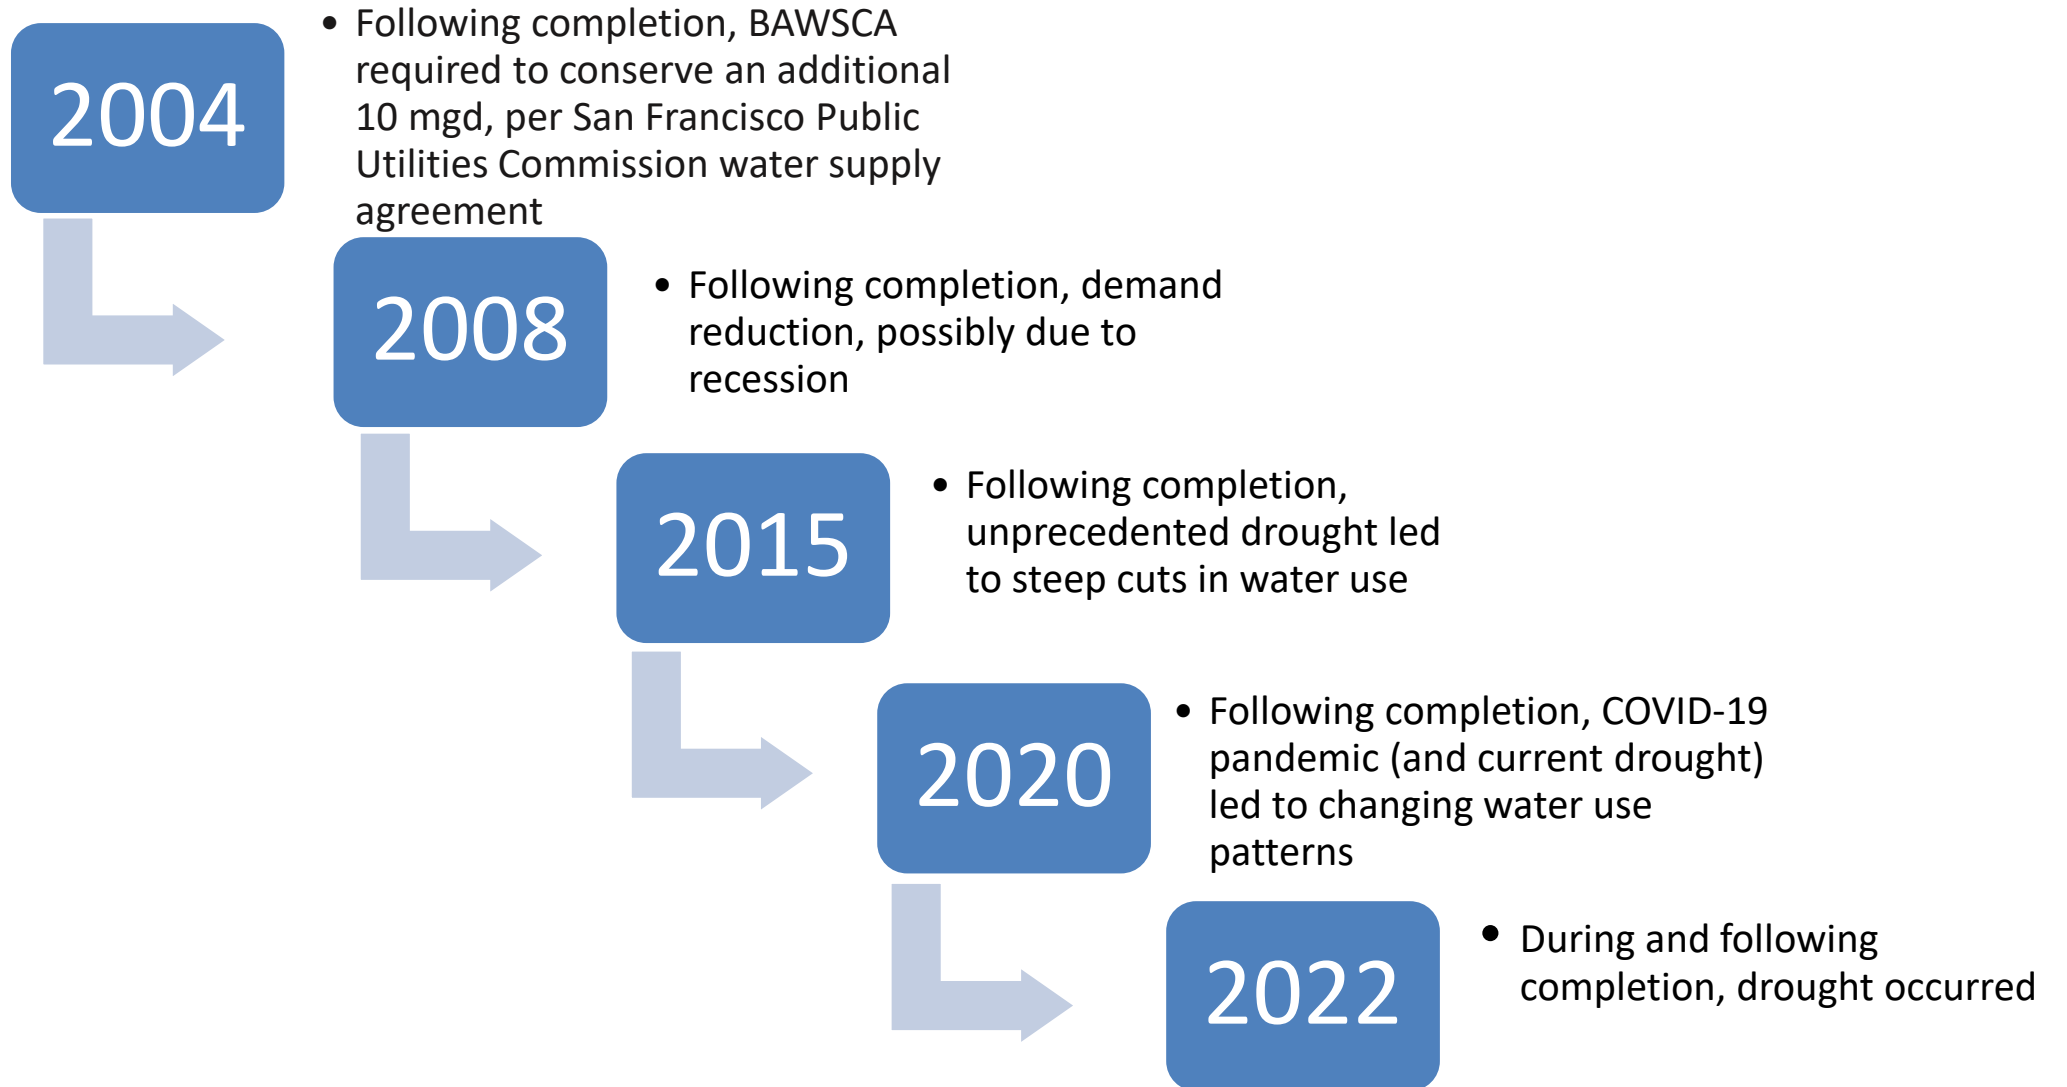 2004
• Following completion, BAWSCA
required to conserve an additional
10 mgd, per San Francisco Public
Utilities Commission water supply
agreement
2008
• Following completion, demand
reduction, possibly due to
recession
2015
• Following completion,
unprecedented drought led
to steep cuts in water use
2020
• Following completion, COVID-19
pandemic (and current drought)
led to changing water use
patterns
2022
• During and following
completion, drought occurred